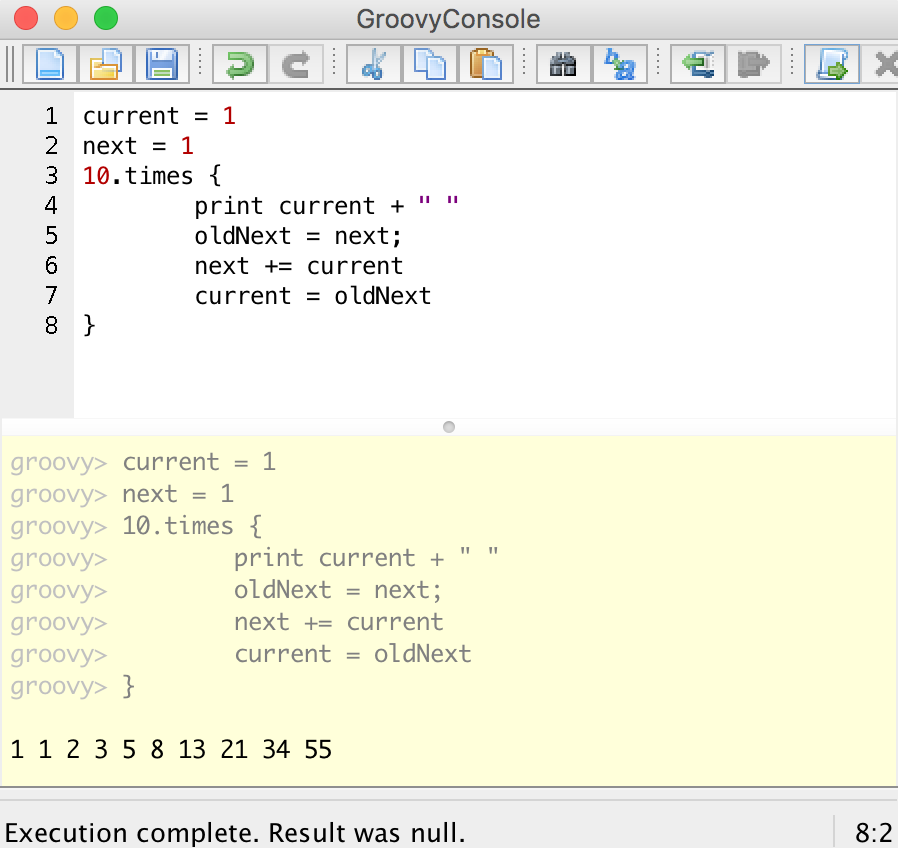 GroovyConsole
1 current = 1
2 next = 1
3 10.times {
4         print current + " "
5         oldNext = next;
6         next += current
7         current = oldNext
8 }
groovy> current = 1
groovy> next = 1
groovy> 10.times {
groovy>         print current + " "
groovy>         oldNext = next;
groovy>         next += current
groovy>         current = oldNext
groovy> }
1 1 2 3 5 8 13 21 34 55
Execution complete. Result was null. 8:2